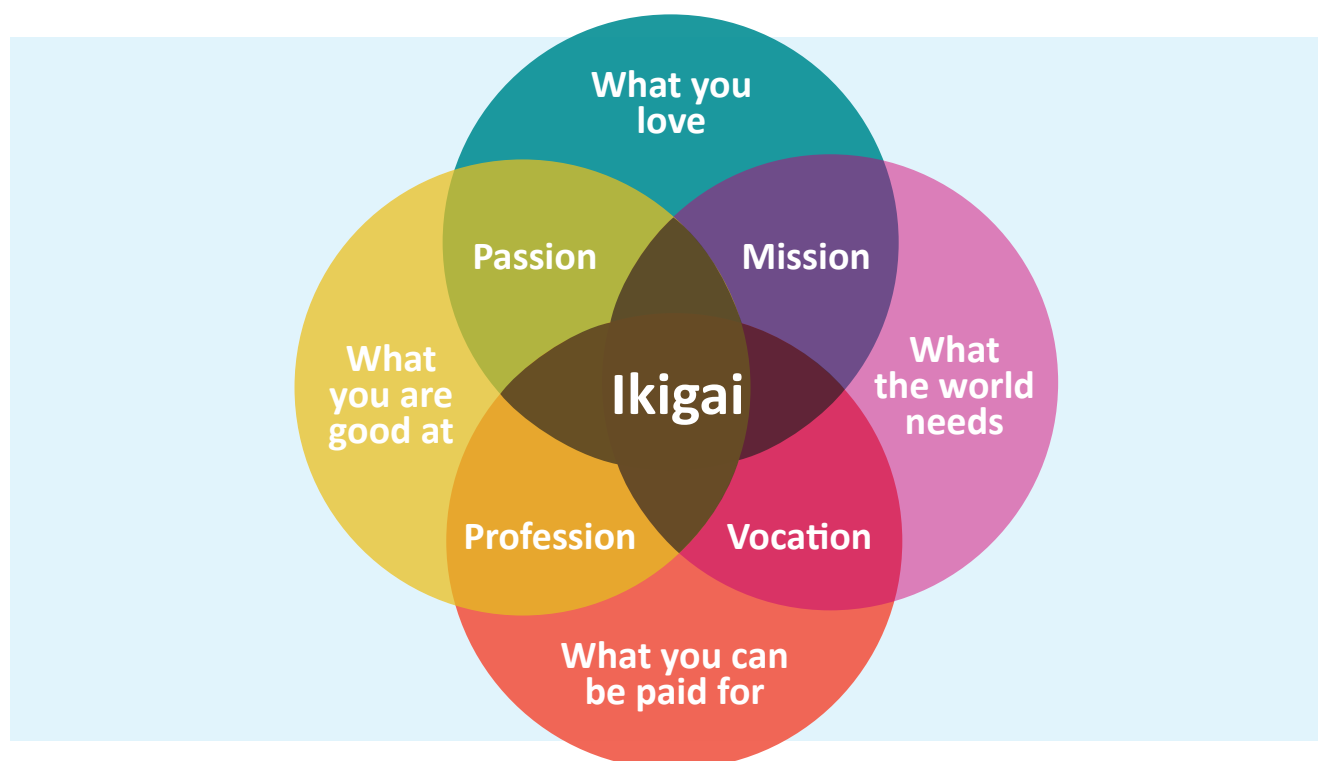 What you
love
Passion
Mission
What
you are
good at
Ikigai
What
the world
needs
Profession
Vocation
What you can
be paid for